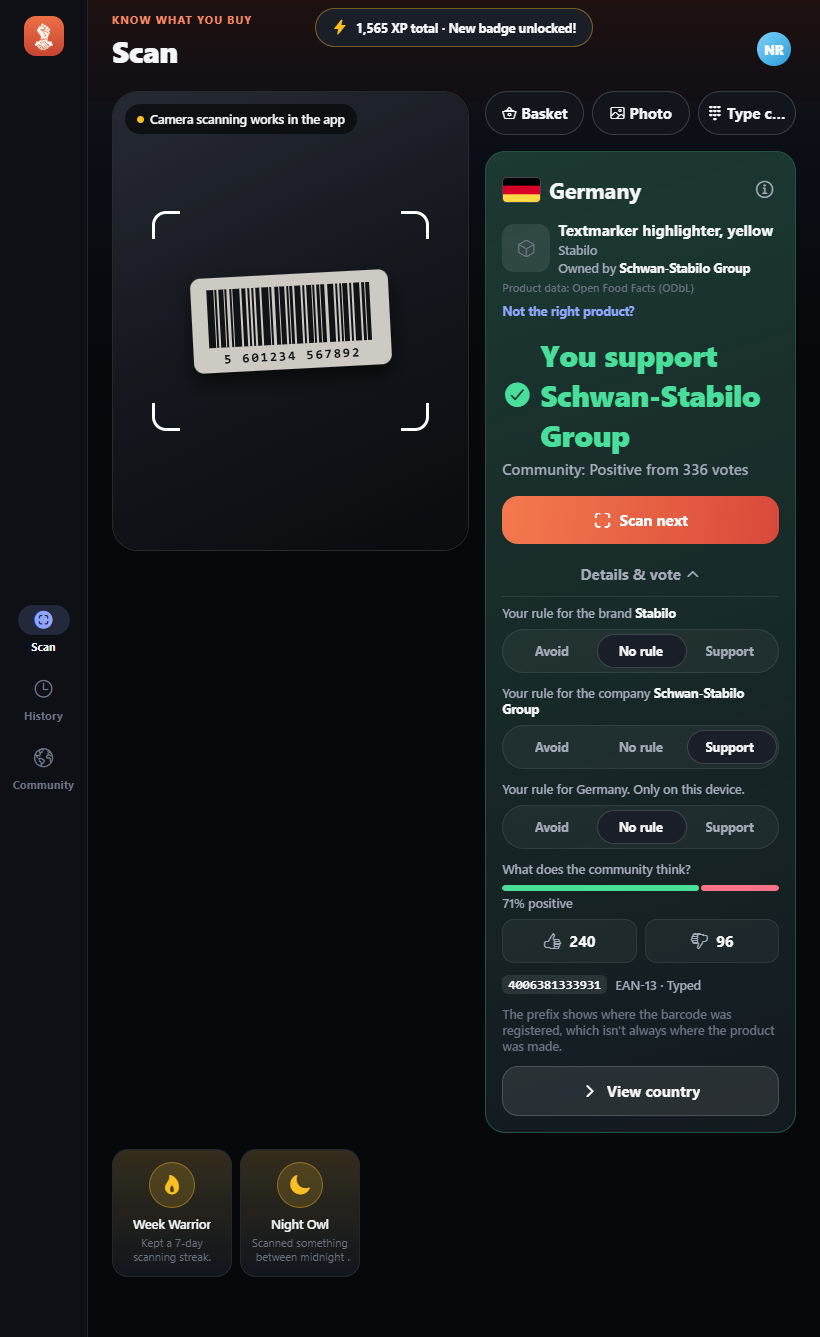 KNOW WHAT YOU BUY
Scan
1,565 XP total · New badge unlocked!
NR
Camera scanning works in the app
5 601234 567892
Basket
Photo
Type c...
Germany
Textmarker highlighter, yellow
Stabilo
Owned by Schwan-Stabilo Group
Product data: Open Food Facts (ODbL)
Not the right product?
You support
Schwan-Stabilo
Group
Community: Positive from 336 votes
Scan next
Details & vote
Your rule for the brand Stabilo
Avoid No rule Support
Your rule for the company Schwan-Stabilo
Group
Avoid No rule Support
Your rule for Germany. Only on this device.
Avoid No rule Support
What does the community think?
71% positive
240
96
4006381333931 EAN-13 · Typed
The prefix shows where the barcode was
registered, which isn't always where the product
was made.
View country
Scan
History
Community
Week Warrior
Kept a 7-day
scanning streak.
Night Owl
Scanned something
between midnight .